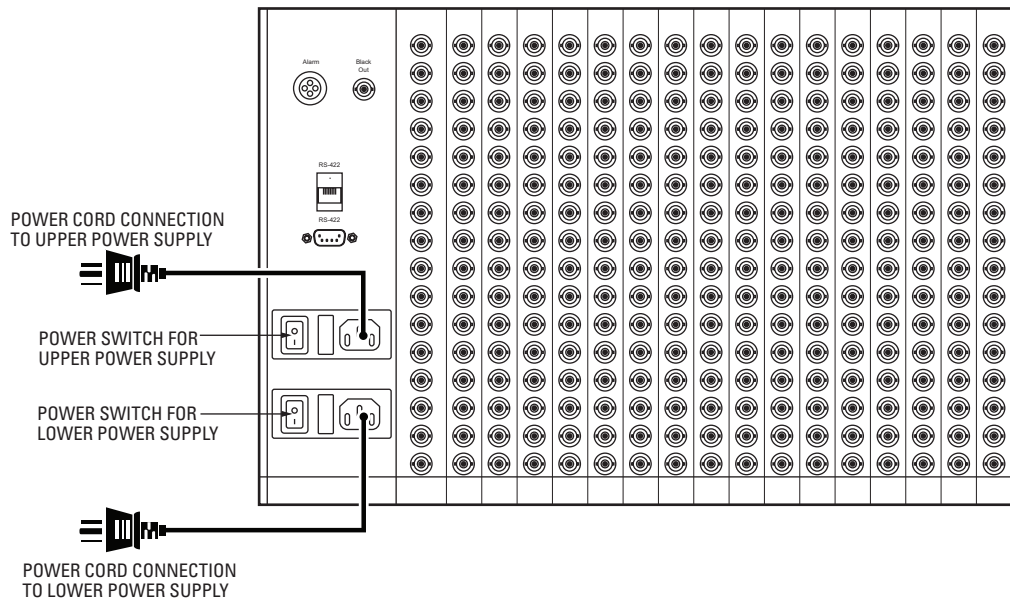 Alarm
Black
Out
RS-422
RS-422
POWER CORD CONNECTION
TO UPPER POWER SUPPLY
POWER SWITCH FOR
UPPER POWER SUPPLY
POWER SWITCH FOR
LOWER POWER SUPPLY
POWER CORD CONNECTION
TO LOWER POWER SUPPLY